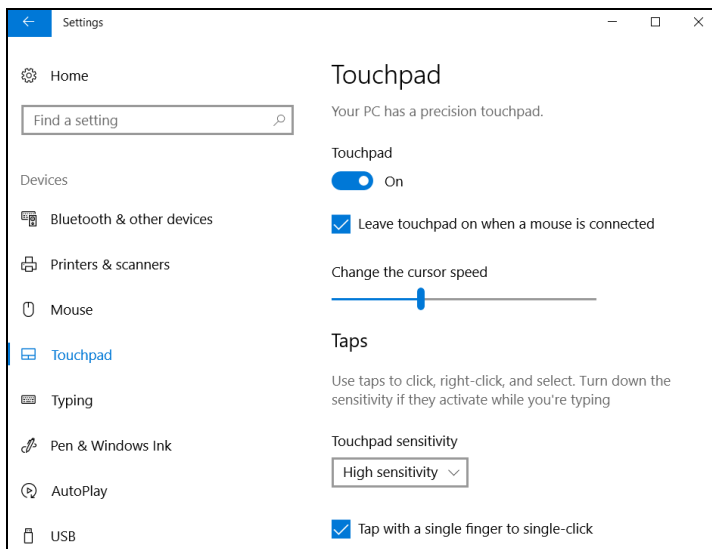 Settings
Home
Find a setting
Devices
Bluetooth & other devices
Printers & scanners
Mouse
Touchpad
Typing
Pen & Windows Ink
AutoPlay
USB
Touchpad
Your PC has a precision touchpad.
Touchpad
On
Leave touchpad on when a mouse is connected
Change the cursor speed
Taps
Use taps to click, right-click, and select. Turn down the
sensitivity if they activate while you're typing
Touchpad sensitivity
High sensitivity
Tap with a single finger to single-click